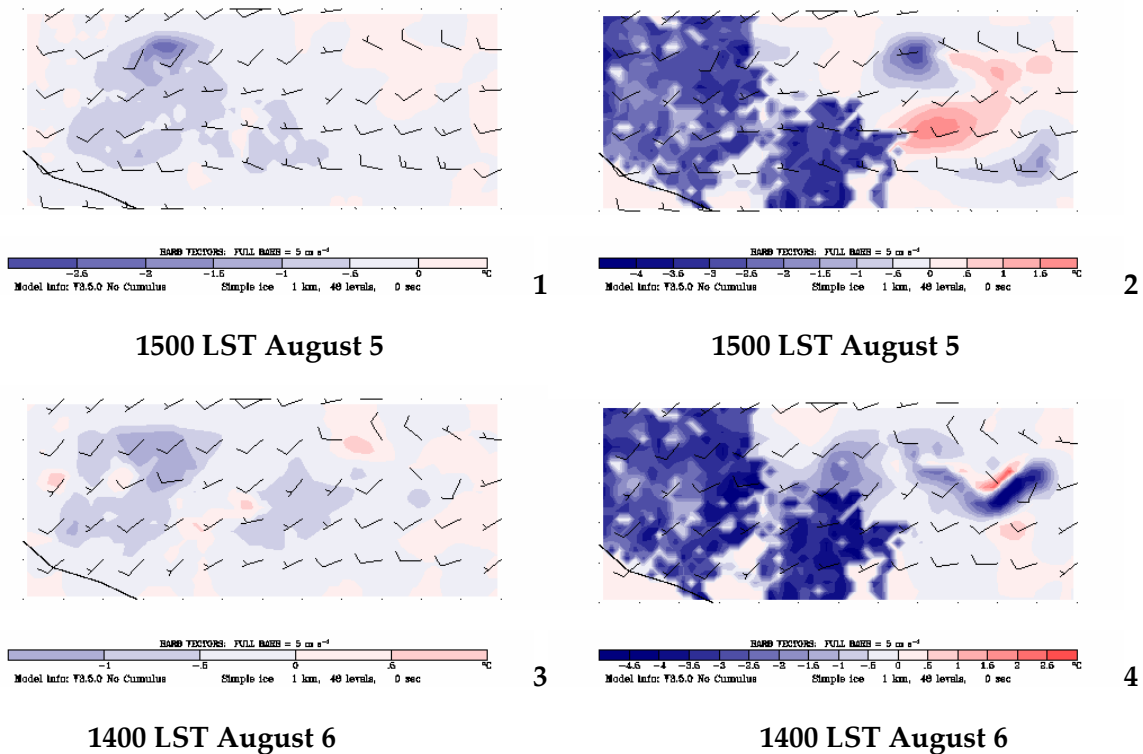 BARB VECTORS: FULL BARB = 5 m s⁻¹
-2.5 -2 -1.5 -1 -.5 0 °C
Model Info: V3.5.0 No Cumulus Simple ice 1 km, levels, 0 sec
1
1500 LST August 5
BARB VECTORS: FULL BARB = 5 m s⁻¹
-4 -3.5 -3 -2.5 -2 -1.5 -1 -.5 0 .5 1 1.5 °C
Model Info: V3.5.0 No Cumulus Simple ice 1 km, levels, 0 sec
2
1500 LST August 5
BARB VECTORS: FULL BARB = 5 m s⁻¹
-1 -.5 0 .5 °C
Model Info: V3.5.0 No Cumulus Simple ice 1 km, levels, 0 sec
3
1400 LST August 6
BARB VECTORS: FULL BARB = 5 m s⁻¹
-4.5 -4 -3.5 -3 -2.5 -2 -1.5 -1 -.5 0 .5 1 1.5 2 2.5 °C
Model Info: V3.5.0 No Cumulus Simple ice 1 km, levels, 0 sec
4
1400 LST August 6